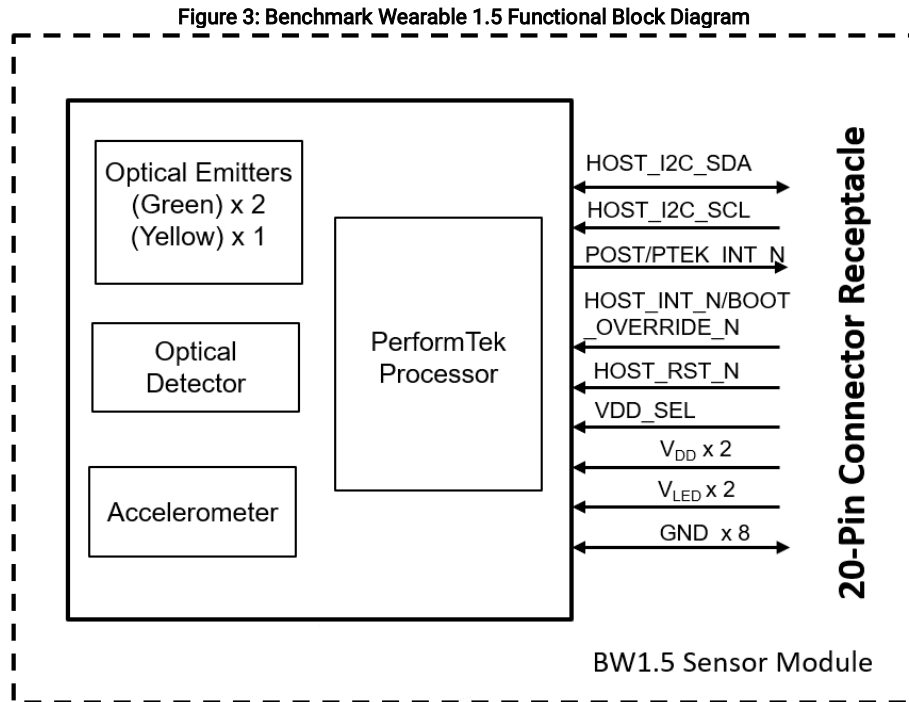 Figure 3: Benchmark Wearable 1.5 Functional Block Diagram
Optical Emitters
(Green) x 2
(Yellow) x 1
Optical
Detector
Accelerometer
PerformTek
Processor
HOST_I2C_SDA
HOST_I2C_SCL
POST/PTEK_INT_N
HOST_INT_N/BOOT
_OVERRIDE_N
HOST_RST_N
VDD_SEL
VDD x 2
VLED x 2
GND x 8
20-Pin Connector Receptacle
BW1.5 Sensor Module